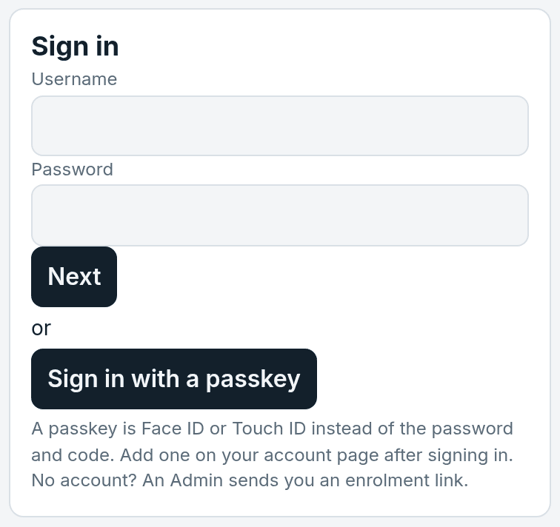 Sign in
Username
Password
Next
or
Sign in with a passkey
A passkey is Face ID or Touch ID instead of the password
and code. Add one on your account page after signing in.
No account? An Admin sends you an enrolment link.